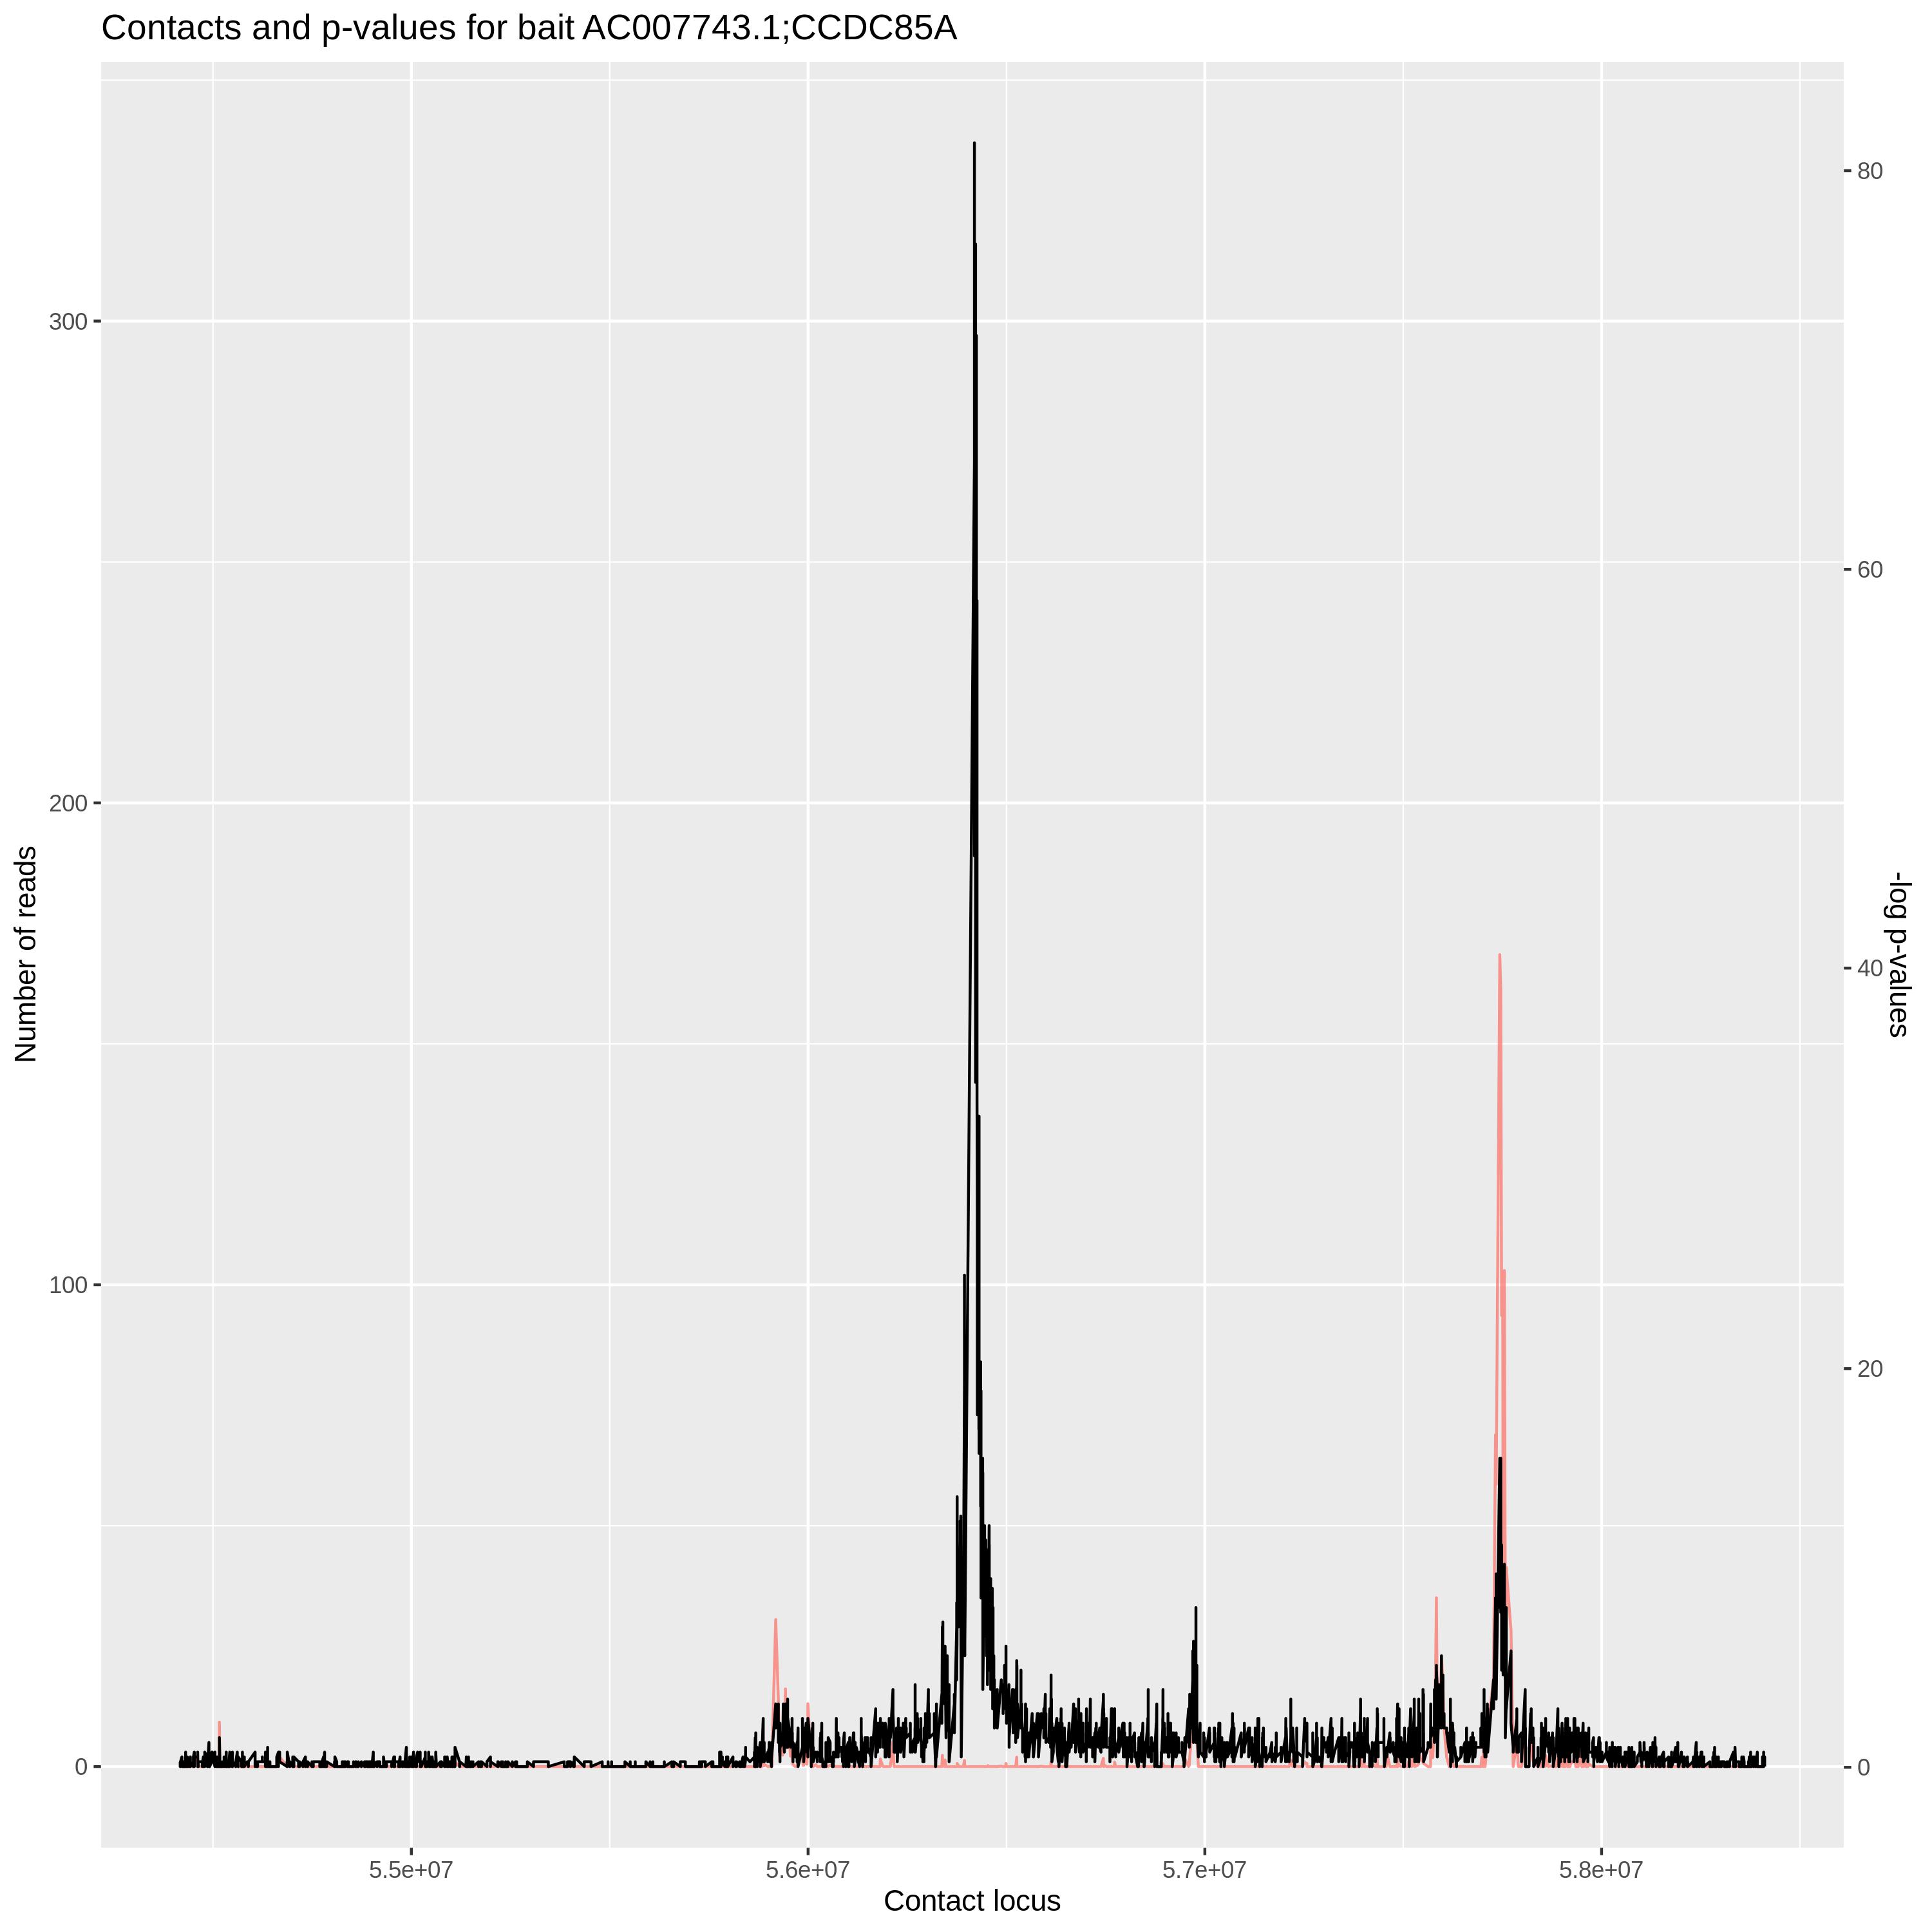 Contacts and p-values for bait AC007743.1;CCDC85A
Number of reads
300
200
100
0
80
60
40
20
0
-log p-values
5.5e+07 5.6e+07 5.7e+07 5.8e+07
Contact locus